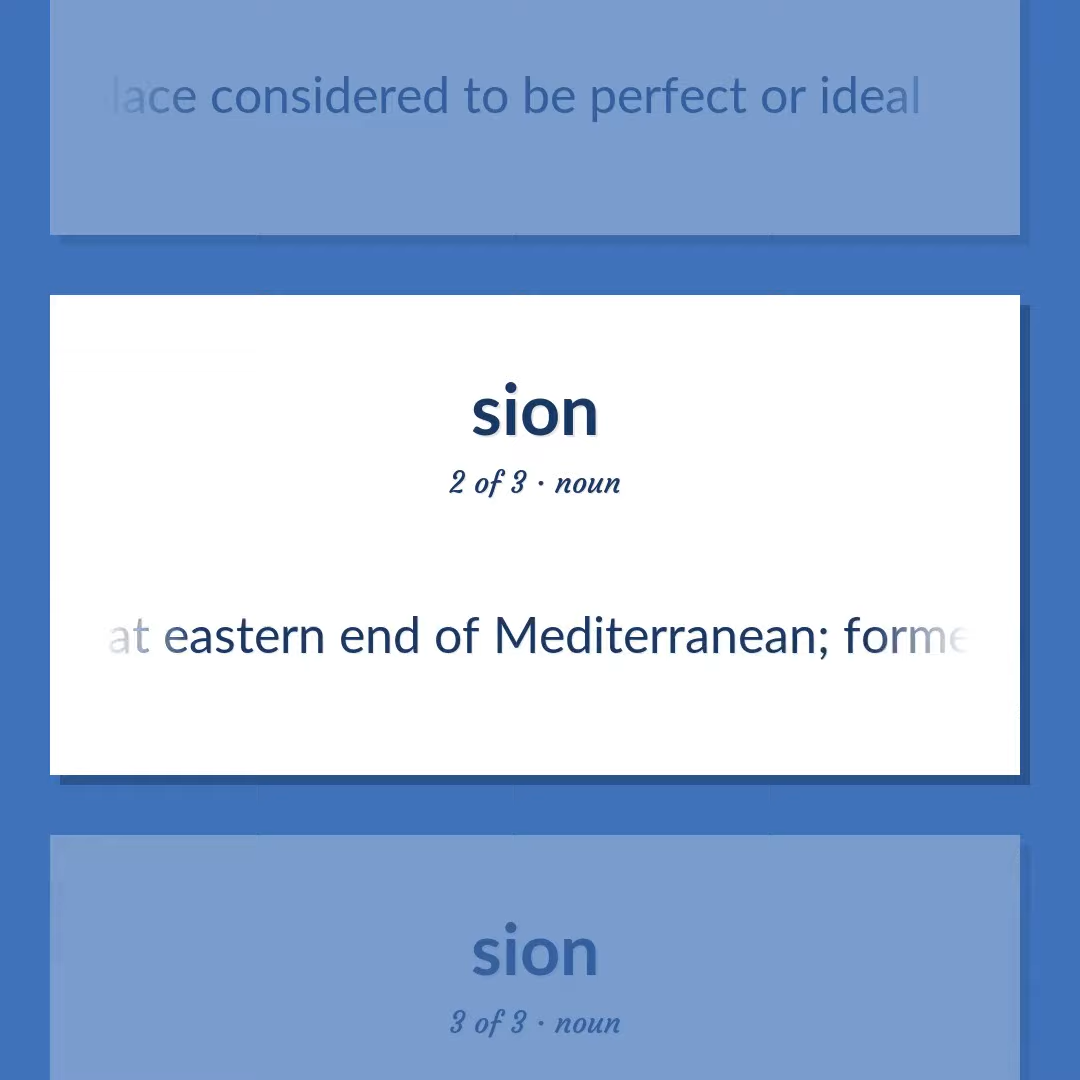 lace considered to be perfect or ideal
sion
2 of 3 · noun
at eastern end of Mediterranean; forme
sion
3 of 3 · noun